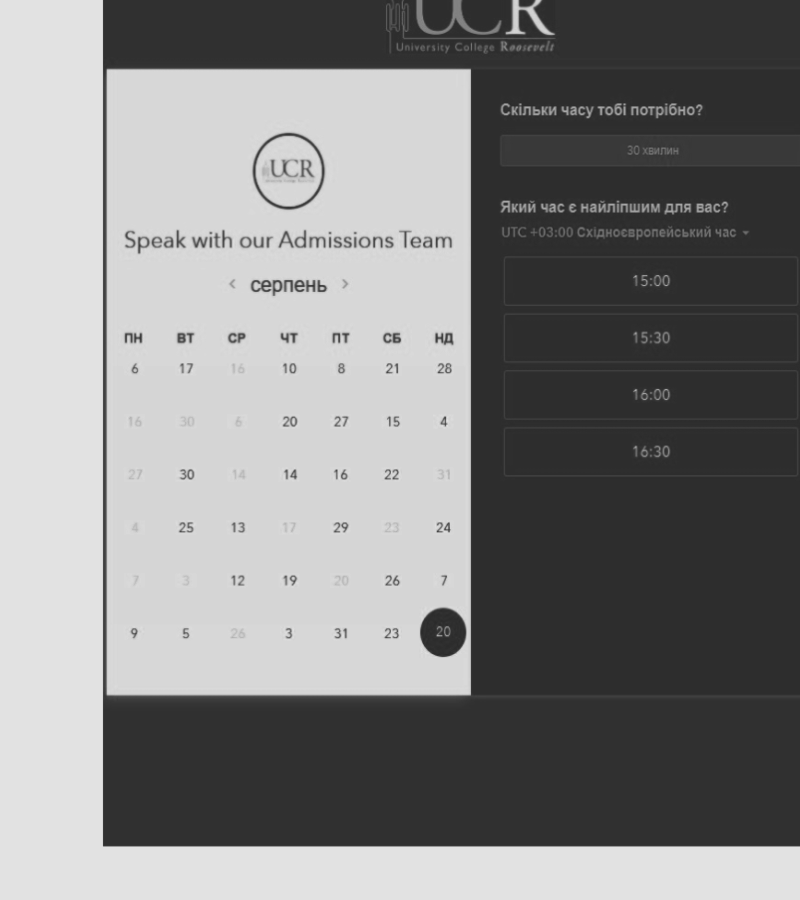 UCR
University College Roosevelt
UCR
Speak with our Admissions Team
‹ серпень ›
ПН ВТ СР ЧТ ПТ СБ НД
6 17 16 10 8 21 28
16 30 6 20 27 15 4
27 30 14 14 16 22 31
4 25 13 17 29 23 24
7 3 12 19 20 26 7
9 5 26 3 31 23 20
Скільки часу тобі потрібно?
30 хвилин
Який час є найліпшим для вас?
UTC +03:00 Східноєвропейський час
15:00
15:30
16:00
16:30